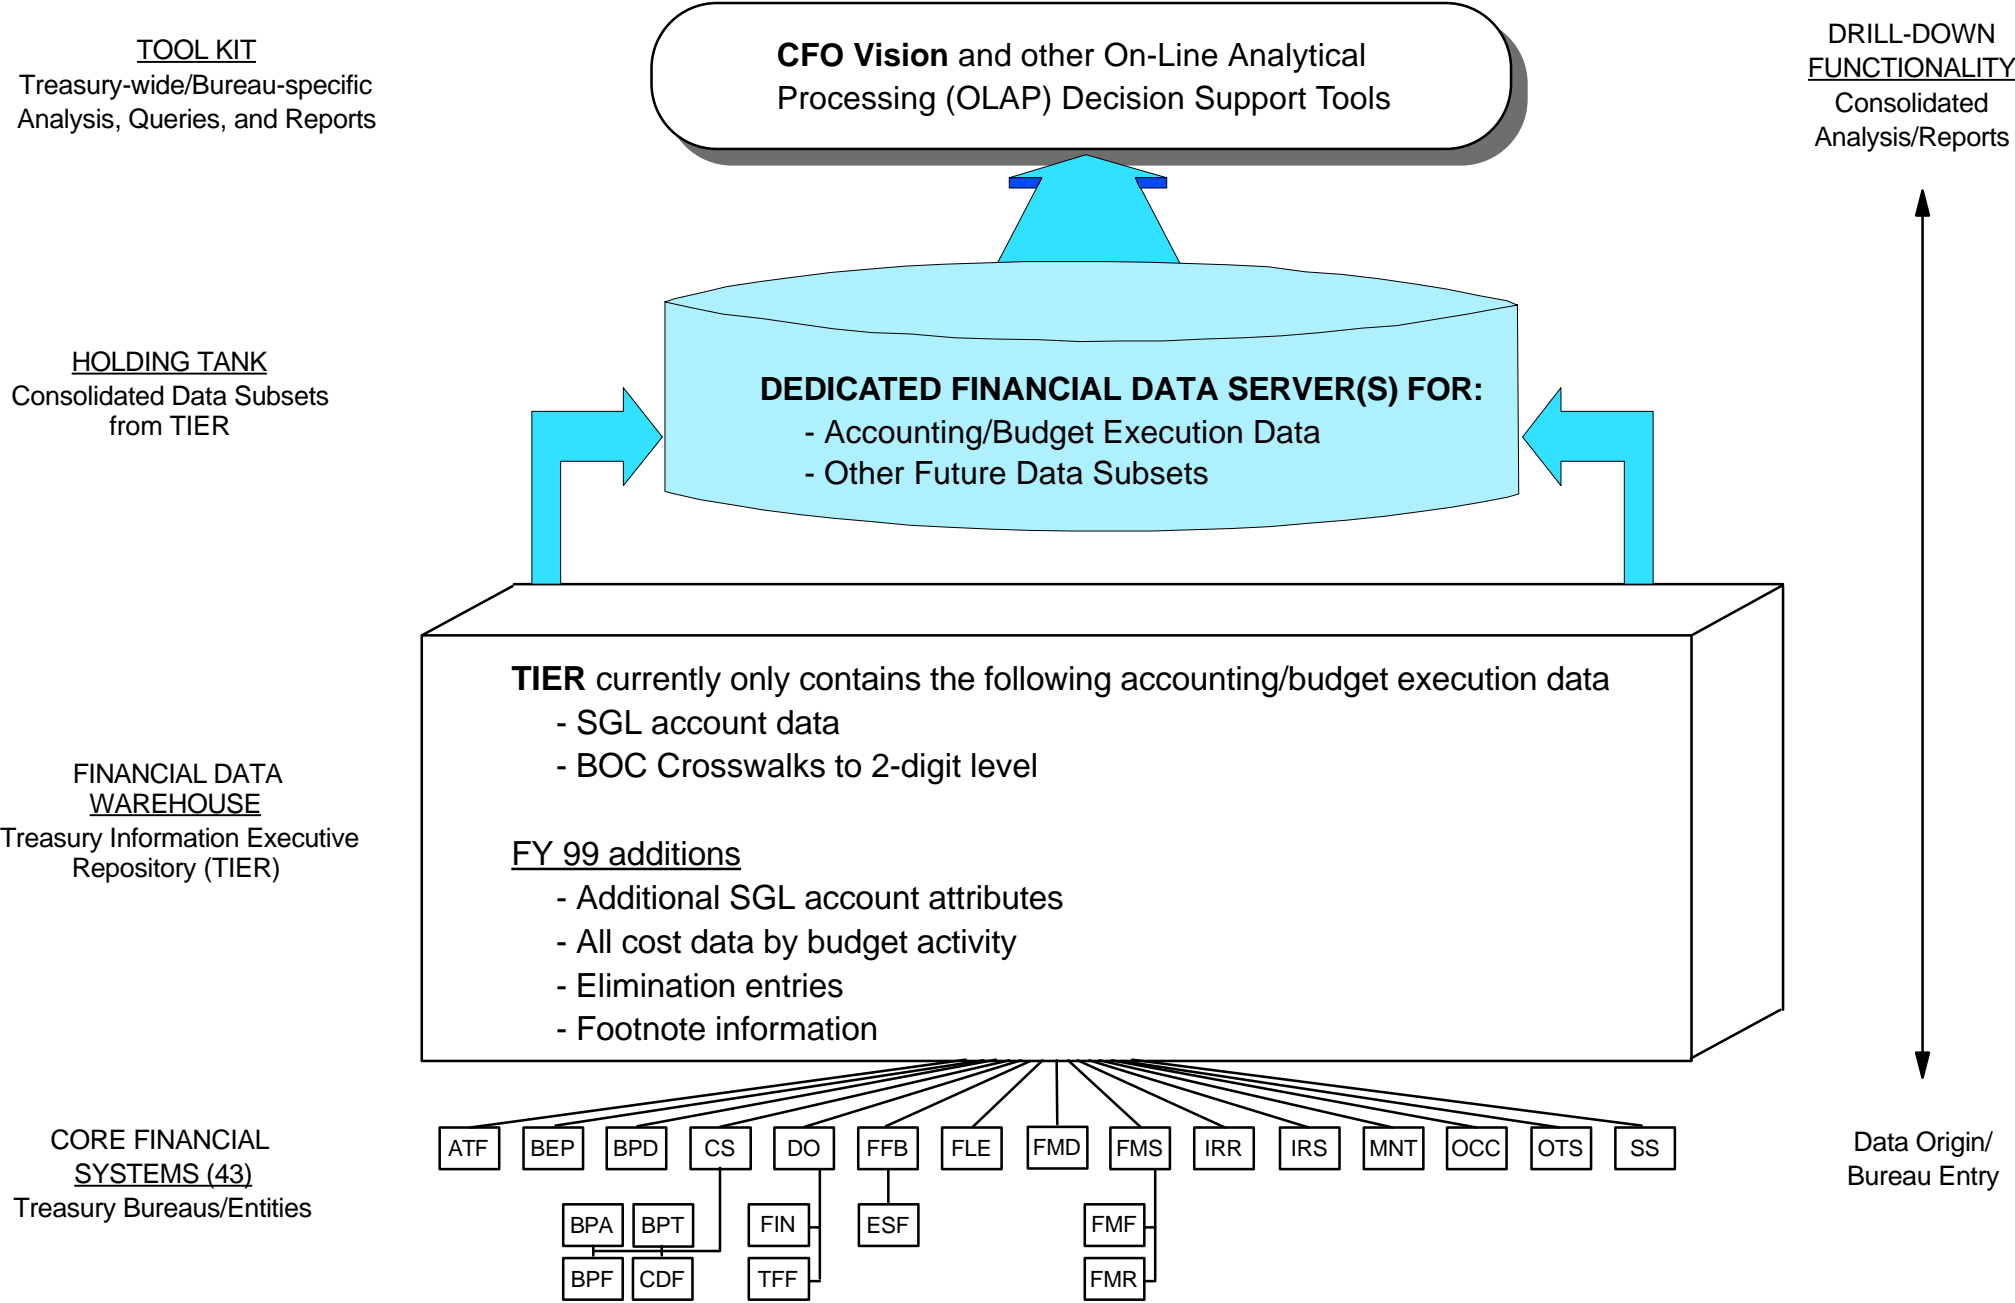 TOOL KIT
Treasury-wide/Bureau-specific
Analysis, Queries, and Reports
CFO Vision and other On-Line Analytical
Processing (OLAP) Decision Support Tools
DRILL-DOWN
FUNCTIONALITY
Consolidated
Analysis/Reports
HOLDING TANK
Consolidated Data Subsets
from TIER
DEDICATED FINANCIAL DATA SERVER(S) FOR:
- Accounting/Budget Execution Data
- Other Future Data Subsets
FINANCIAL DATA
WAREHOUSE
Treasury Information Executive
Repository (TIER)
TIER currently only contains the following accounting/budget execution data
- SGL account data
- BOC Crosswalks to 2-digit level
FY 99 additions
- Additional SGL account attributes
- All cost data by budget activity
- Elimination entries
- Footnote information
CORE FINANCIAL
SYSTEMS (43)
Treasury Bureaus/Entities
ATF BEP BPD CS DO FFB FLE FMD FMS IRR IRS MNT OCC OTS SS
BPA BPT FIN ESF FMF
BPF CDF TFF FMR
Data Origin/
Bureau Entry